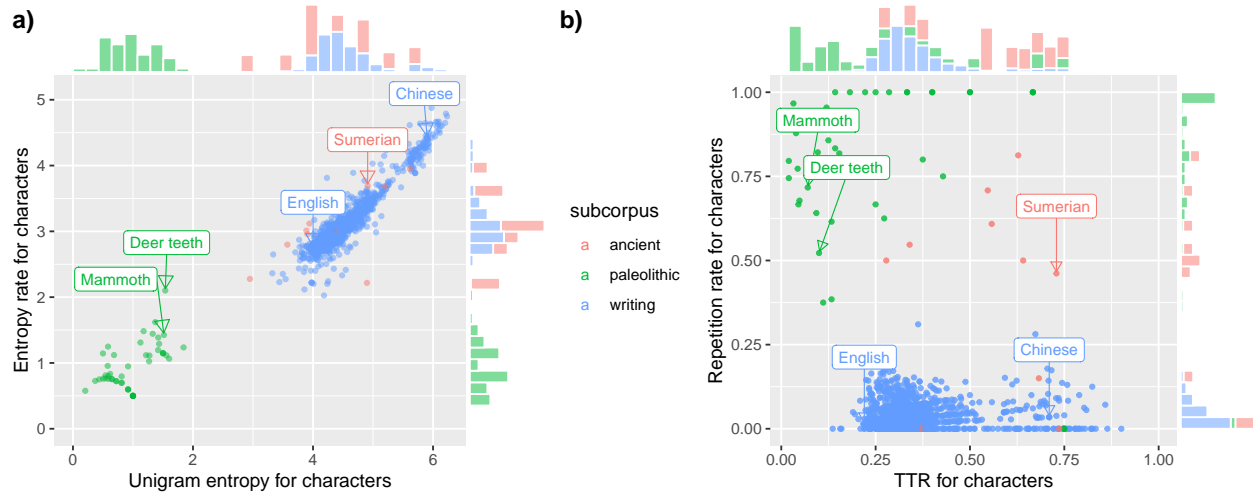 a)
Chinese
Sumerian
English
Deer teeth
Mammoth
5
4
3
2
1
0
0
2
4
6
Entropy rate for characters
Unigram entropy for characters
subcorpus
a ancient
a paleolithic
a writing
b)
Mammoth
Deer teeth
Sumerian
English
Chinese
1.00
0.75
0.50
0.25
0.00
0.00
0.25
0.50
0.75
1.00
Repetition rate for characters
TTR for characters